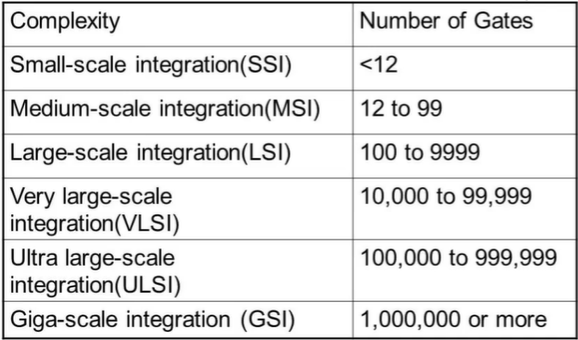 Complexity Number of Gates
Small-scale integration(SSI) <12
Medium-scale integration(MSI) 12 to 99
Large-scale integration(LSI) 100 to 9999
Very large-scale 10,000 to 99,999
integration(VLSI)
Ultra large-scale 100,000 to 999,999
integration(ULSI)
Giga-scale integration (GSI) 1,000,000 or more